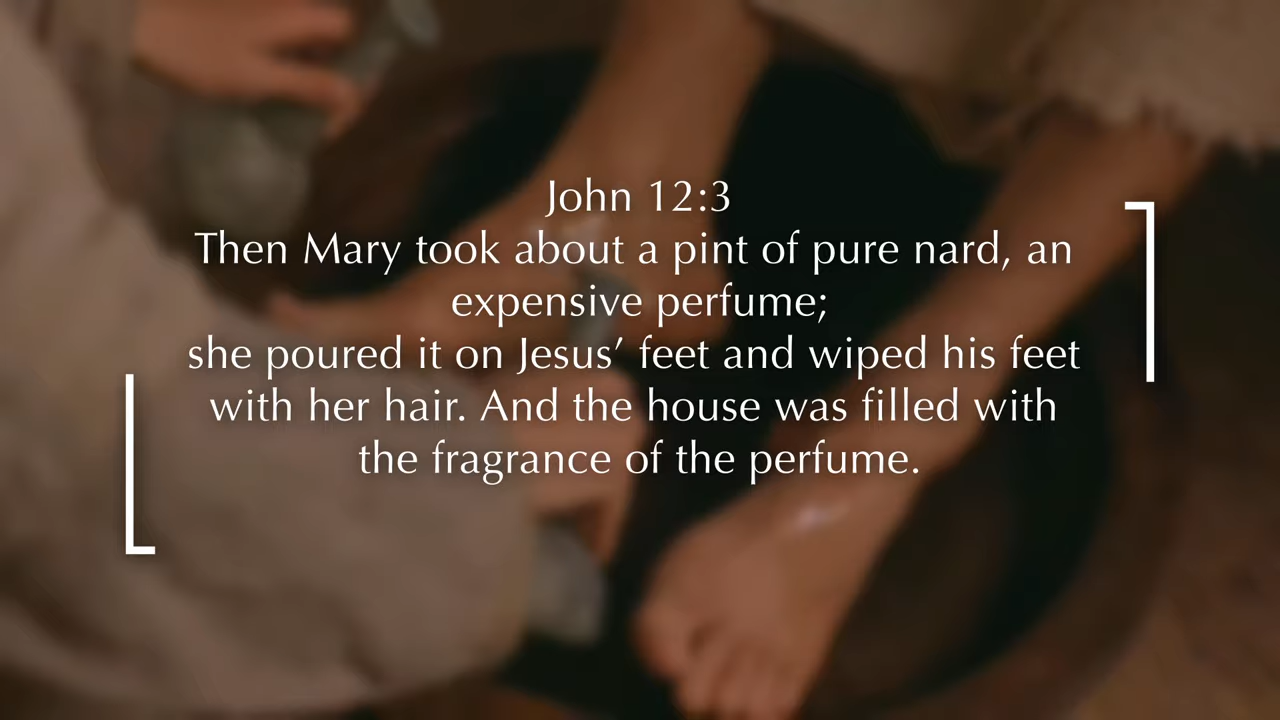 John 12:3
Then Mary took about a pint of pure nard, an
expensive perfume;
she poured it on Jesus’ feet and wiped his feet
with her hair. And the house was filled with
the fragrance of the perfume.